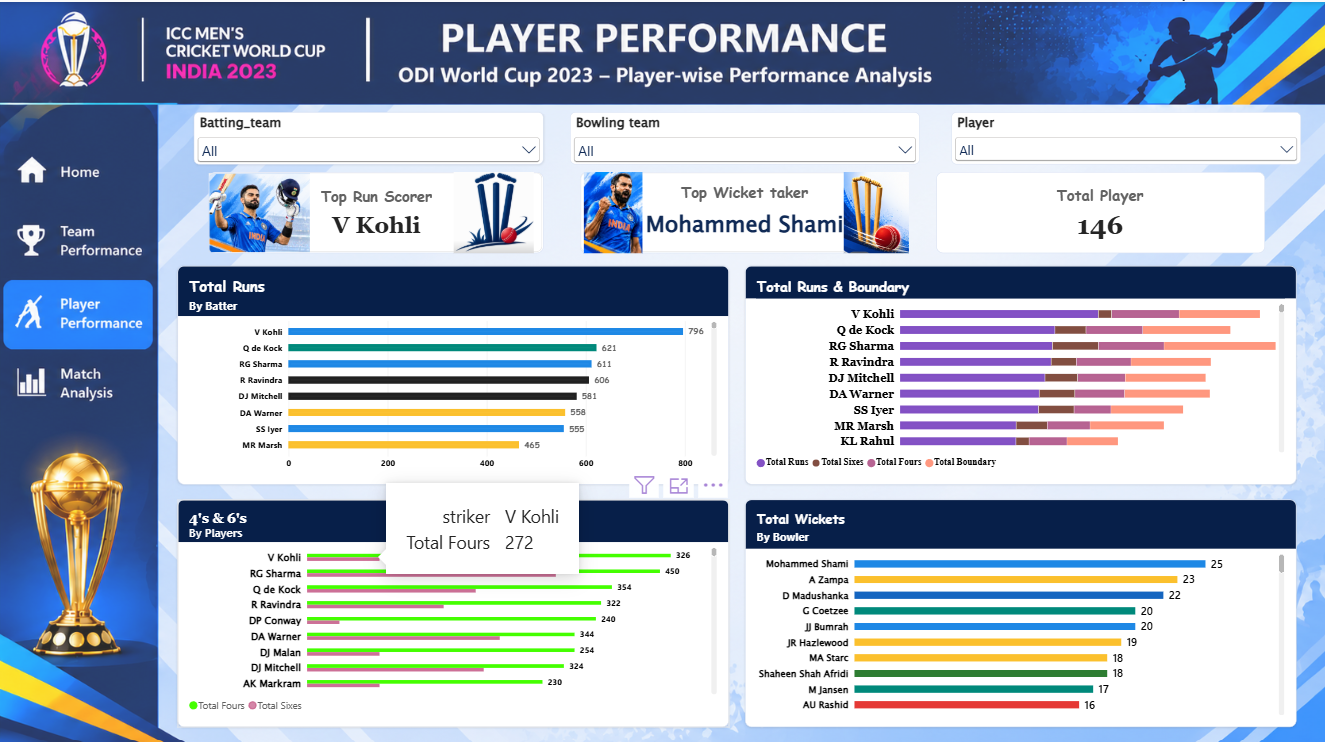 ICC MEN'S
CRICKET WORLD CUP
INDIA 2023
PLAYER PERFORMANCE
ODI World Cup 2023 – Player-wise Performance Analysis
Home
Team
Performance
Player
Performance
Match
Analysis
Batting_team
All
Bowling team
All
Player
All
Top Run Scorer
V Kohli
Top Wicket taker
Mohammed Shami
Total Player
146
Total Runs
By Batter
V Kohli 796
Q de Kock 621
RG Sharma 611
R Ravindra 606
DJ Mitchell 581
DA Warner 558
SS Iyer 555
MR Marsh 465
0 200 400 600 800
Total Runs & Boundary
V Kohli
Q de Kock
RG Sharma
R Ravindra
DJ Mitchell
DA Warner
SS Iyer
MR Marsh
KL Rahul
Total Runs Total Sixes Total Fours Total Boundary
4's & 6's
By Players
striker V Kohli
Total Fours 272
V Kohli 326
RG Sharma 450
Q de Kock 354
R Ravindra 322
DP Conway 240
DA Warner 344
DJ Malan 254
DJ Mitchell 324
AK Markram 230
Total Fours Total Sixes
Total Wickets
By Bowler
Mohammed Shami 25
A Zampa 23
D Madushanka 22
G Coetzee 20
JJ Bumrah 20
JR Hazlewood 19
MA Starc 18
Shaheen Shah Afridi 18
M Jansen 17
AU Rashid 16